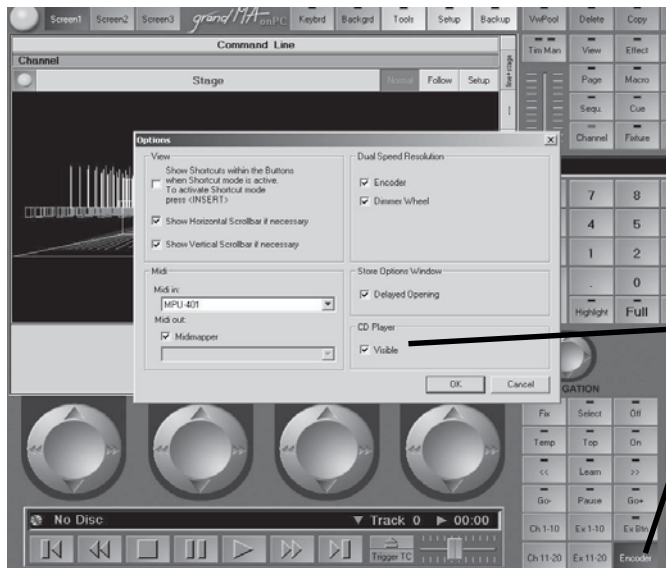 Screen1 Screen2 Screen3 grandMA onPC Keybrd Backgrd Tools Setup Backup VwPool Delete Copy
Command Line
Channel
Stage Normal Follow Setup
Tim Man View Effect
Page Macro
Sequ. Cue
Channel Fixture
Options
View
Show Shortcuts within the Buttons
when Shortcut mode is active.
To activate Shortcut mode
press <INSERT>
Show Horizontal Scrollbar if necessary
Show Vertical Scrollbar if necessary
Dual Speed Resolution
Encoder
Dimmer Wheel
Midi
Midi in:
MPU-401
Midi out:
Midimapper
Store Options Window
Delayed Opening
CD Player
Visible
OK Cancel
7 8
4 5
1 2
. 0
Highlight Full
GATION
Fix Select Off
Temp Top On
<< Learn >>
Go- Pause Go+
Ch 1-10 Ex 1-10 Ex Btn
Ch 11-20 Ex 11-20 Encoder
No Disc Track 0 00:00
Trigger TC